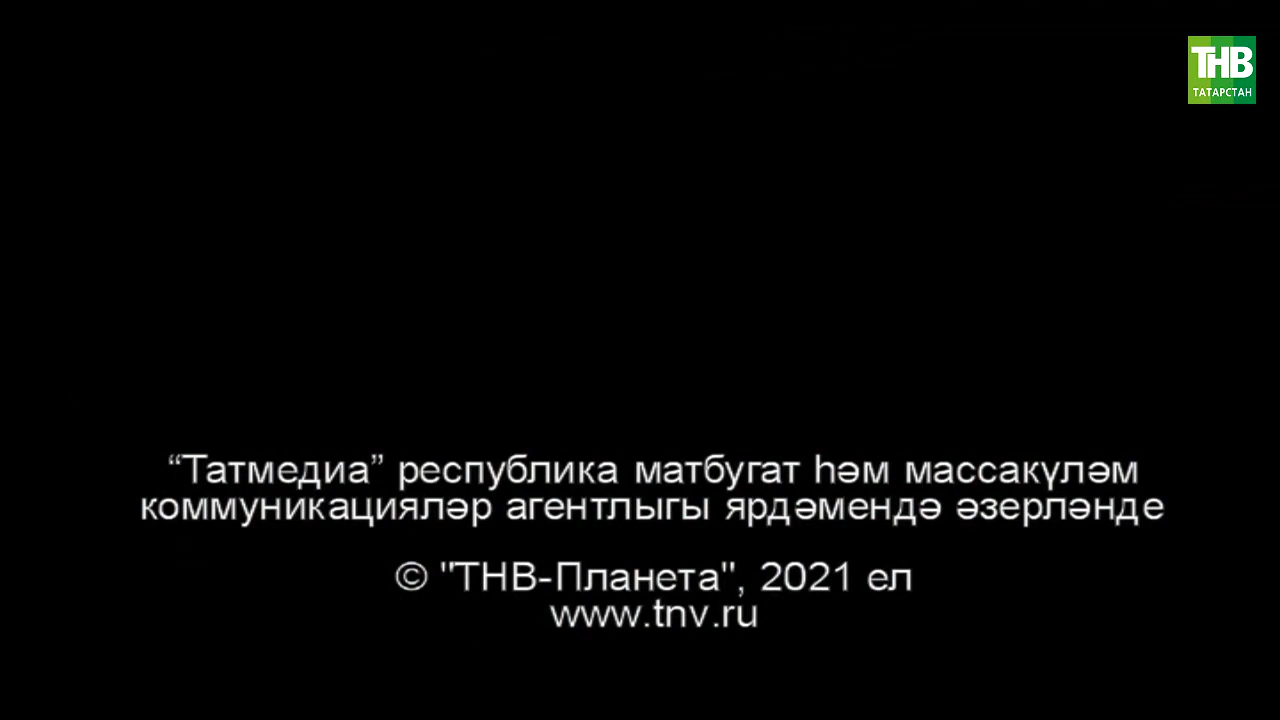 ТНВ
ТАТАРСТАН
“Татмедиа” республика матбугат һәм массакүләм
коммуникацияләр агентлыгы ярдәмендә әзерләнде
© "ТНВ-Планета", 2021 ел
www.tnv.ru